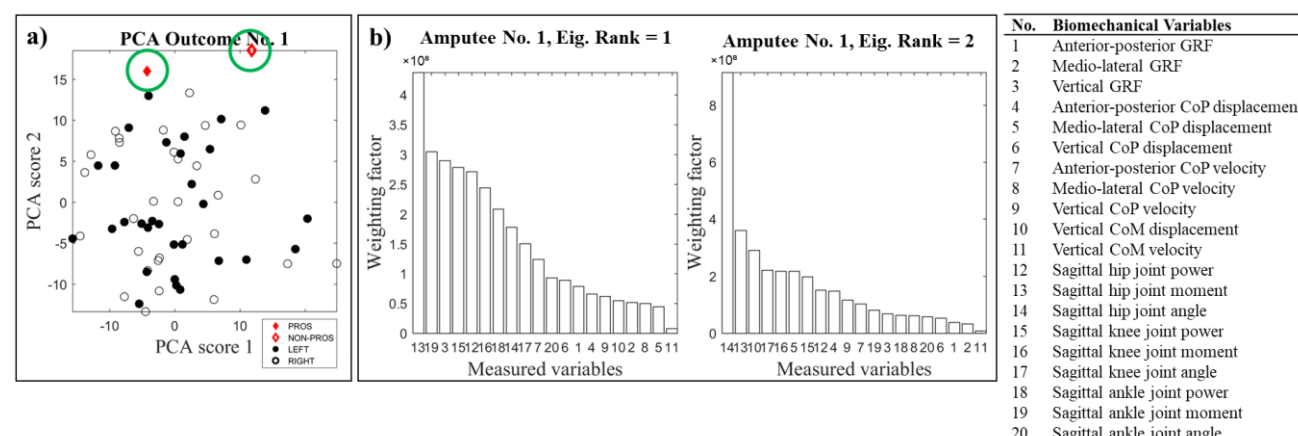 a)
PCA Outcome No. 1
PCA score 2
15
10
5
0
-5
-10
-10 0 10
PCA score 1
PROS
NON-PROS
LEFT
RIGHT
b)
Amputee No. 1, Eig. Rank = 1
×10⁸
Weighting factor
4
3.5
3
2.5
2
1.5
1
0.5
0
13 19 3 15 12 16 18 14 17 7 20 6 1 4 9 10 2 8 5 11
Measured variables
Amputee No. 1, Eig. Rank = 2
×10⁸
Weighting factor
8
6
4
2
0
14 13 10 17 16 5 15 12 4 9 7 19 3 18 8 20 6 1 2 11
Measured variables
No. Biomechanical Variables
1 Anterior-posterior GRF
2 Medio-lateral GRF
3 Vertical GRF
4 Anterior-posterior CoP displacemen
5 Medio-lateral CoP displacement
6 Vertical CoP displacement
7 Anterior-posterior CoP velocity
8 Medio-lateral CoP velocity
9 Vertical CoP velocity
10 Vertical CoM displacement
11 Vertical CoM velocity
12 Sagittal hip joint power
13 Sagittal hip joint moment
14 Sagittal hip joint angle
15 Sagittal knee joint power
16 Sagittal knee joint moment
17 Sagittal knee joint angle
18 Sagittal ankle joint power
19 Sagittal ankle joint moment
20 Sagittal ankle joint angle